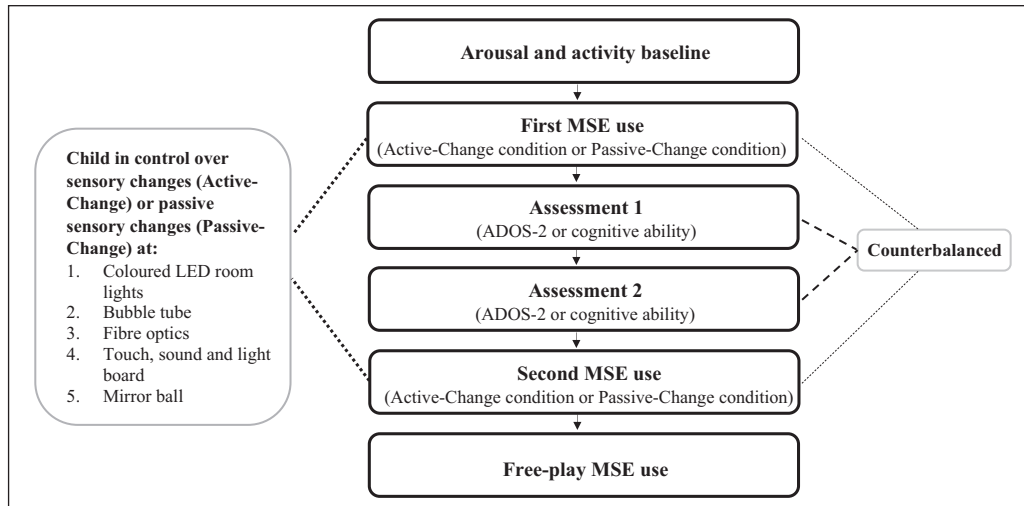 Arousal and activity baseline
First MSE use
(Active-Change condition or Passive-Change condition)
Child in control over
sensory changes (Active-
Change) or passive
sensory changes (Passive-
Change) at:
1. Coloured LED room
lights
2. Bubble tube
3. Fibre optics
4. Touch, sound and light
board
5. Mirror ball
Assessment 1
(ADOS-2 or cognitive ability)
Counterbalanced
Assessment 2
(ADOS-2 or cognitive ability)
Second MSE use
(Active-Change condition or Passive-Change condition)
Free-play MSE use